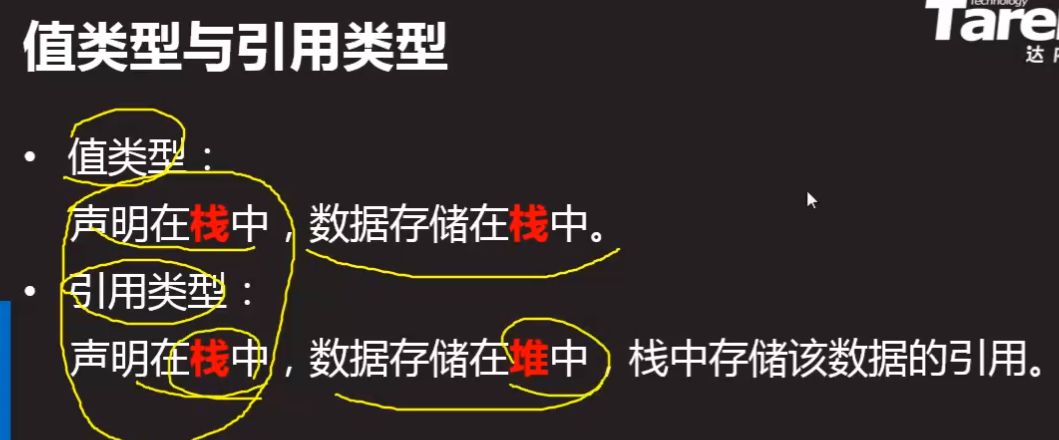 Technology
Tare
达
值类型与引用类型
• 值类型：
声明在栈中，数据存储在栈中。
• 引用类型：
声明在栈中，数据存储在堆中，栈中存储该数据的引用。